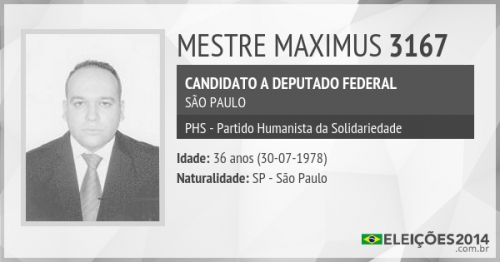 MESTRE MAXIMUS 3167
CANDIDATO A DEPUTADO FEDERAL
SÃO PAULO
PHS - Partido Humanista da Solidariedade
Idade: 36 anos (30-07-1978)
Naturalidade: SP - São Paulo
ELEIÇÕES2014
.com.br